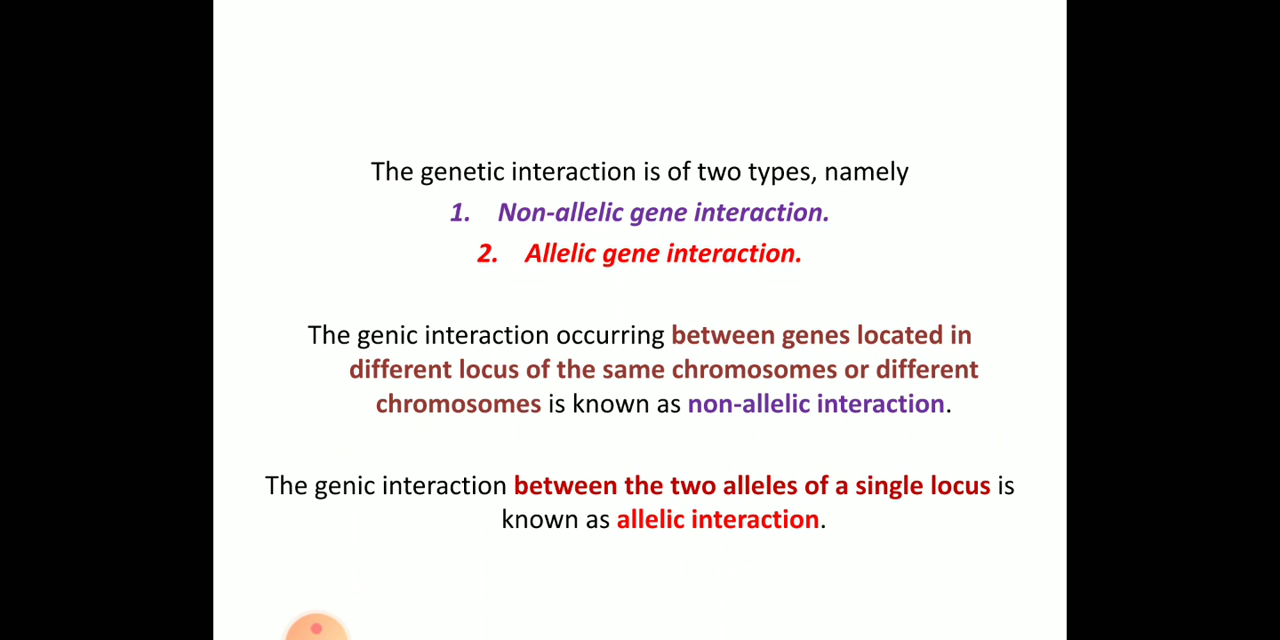 The genetic interaction is of two types, namely
1. Non-allelic gene interaction.
2. Allelic gene interaction.
The genic interaction occurring between genes located in
different locus of the same chromosomes or different
chromosomes is known as non-allelic interaction.
The genic interaction between the two alleles of a single locus is
known as allelic interaction.